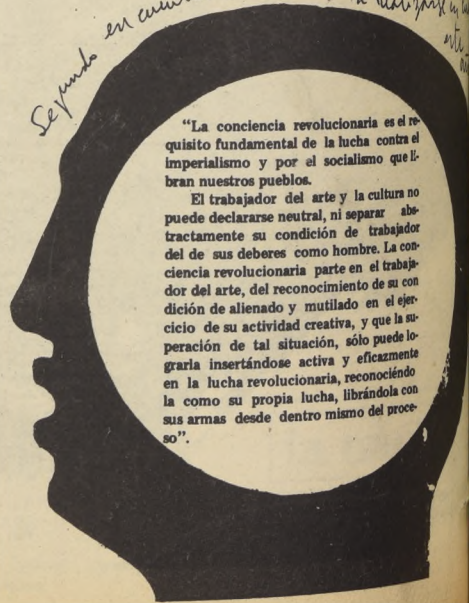 Segundo encuen
"La conciencia revolucionaria es el re-
quisito fundamental de la lucha contra el
imperialismo y por el socialismo que li-
bran nuestros pueblos.
El trabajador del arte y la cultura no
puede declararse neutral, ni separar abs-
tractamente su condición de trabajador
del de sus deberes como hombre. La con-
ciencia revolucionaria parte en el trabaja-
dor del arte, del reconocimiento de su con
dición de alienado y mutilado en el ejer-
cicio de su actividad creativa, y que la su-
peración de tal situación, sólo puede lo-
grarla insertándose activa y eficazmente
en la lucha revolucionaria, reconociéndo
la como su propia lucha, librándola con
sus armas desde dentro mismo del proce-
so".